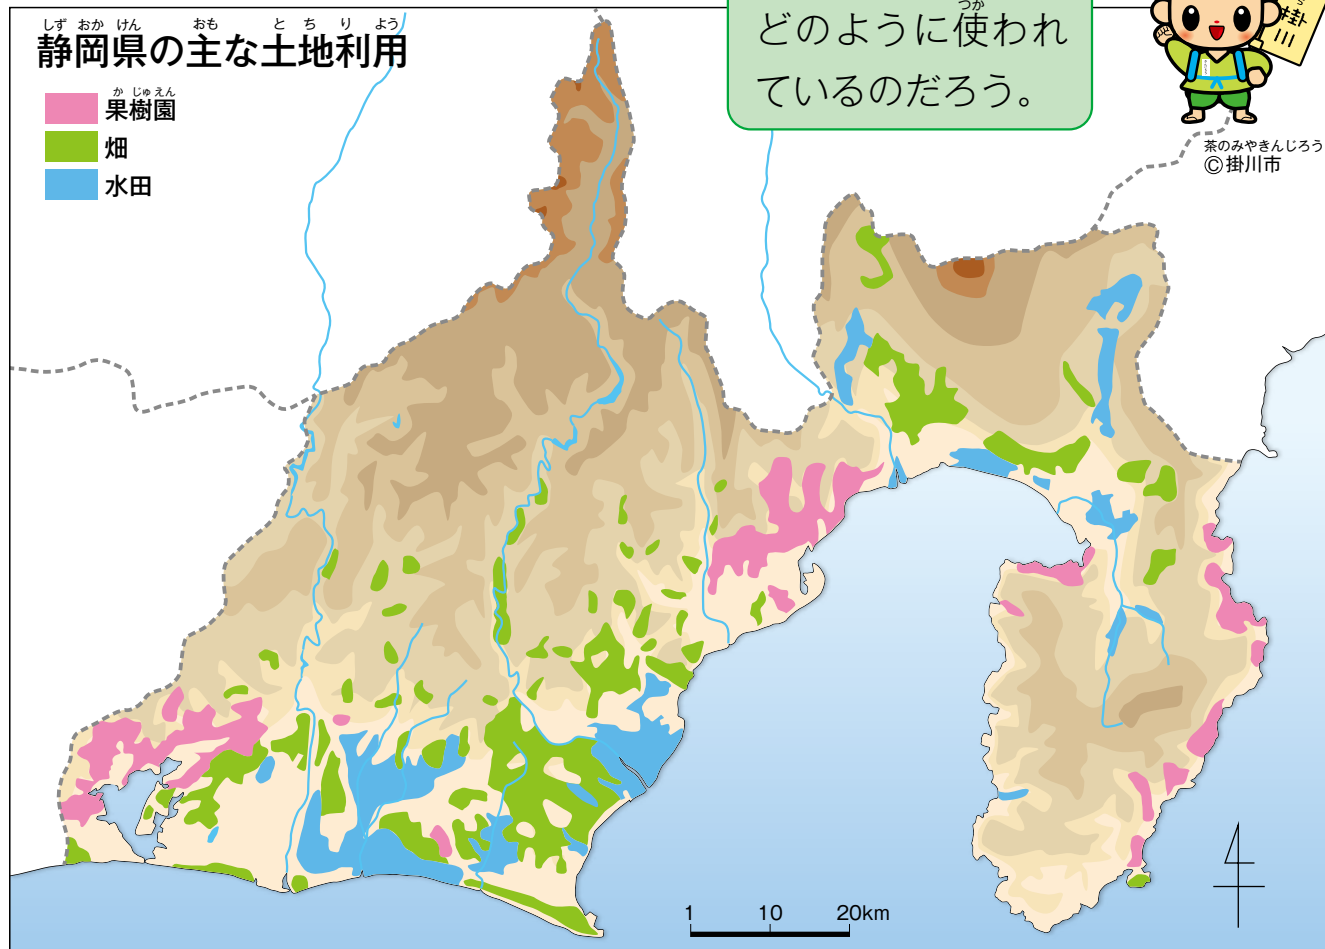 しず おか けん おも とちりよう
静岡県の主な土地利用
か じゅ えん
果樹園
畑
水田
つか
どのように使われ
ているのだろう。
掛川
茶のみやきんじろう
©掛川市
1 10 20km